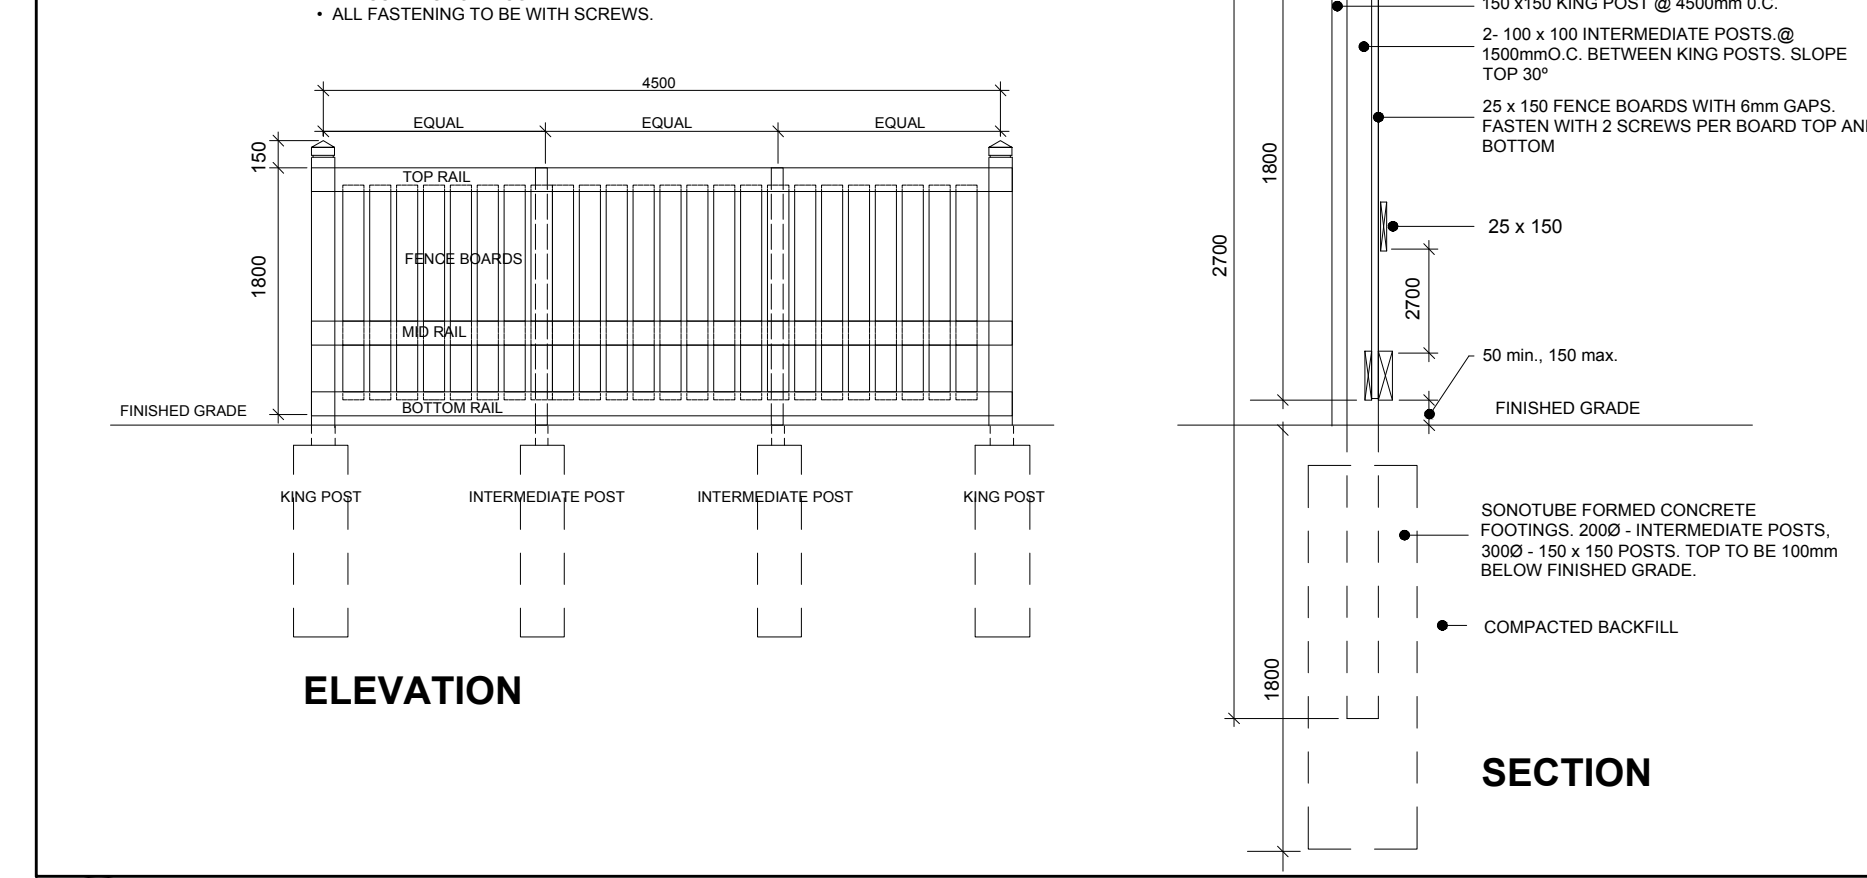 • ALL FASTENING TO BE WITH SCREWS.
4500
EQUAL
EQUAL
EQUAL
150
TOP RAIL
1800
FENCE BOARDS
MID RAIL
BOTTOM RAIL
FINISHED GRADE
KING POST
INTERMEDIATE POST
INTERMEDIATE POST
KING POST
ELEVATION
150 x150 KING POST @ 4500mm 0.C.
2- 100 x 100 INTERMEDIATE POSTS.@
1500mmO.C. BETWEEN KING POSTS. SLOPE
TOP 30º
25 x 150 FENCE BOARDS WITH 6mm GAPS.
FASTEN WITH 2 SCREWS PER BOARD TOP AN
BOTTOM
1800
25 x 150
2700
2700
50 min., 150 max.
FINISHED GRADE
SONOTUBE FORMED CONCRETE
FOOTINGS. 200Ø - INTERMEDIATE POSTS,
300Ø - 150 x 150 POSTS. TOP TO BE 100mm
BELOW FINISHED GRADE.
COMPACTED BACKFILL
1800
SECTION